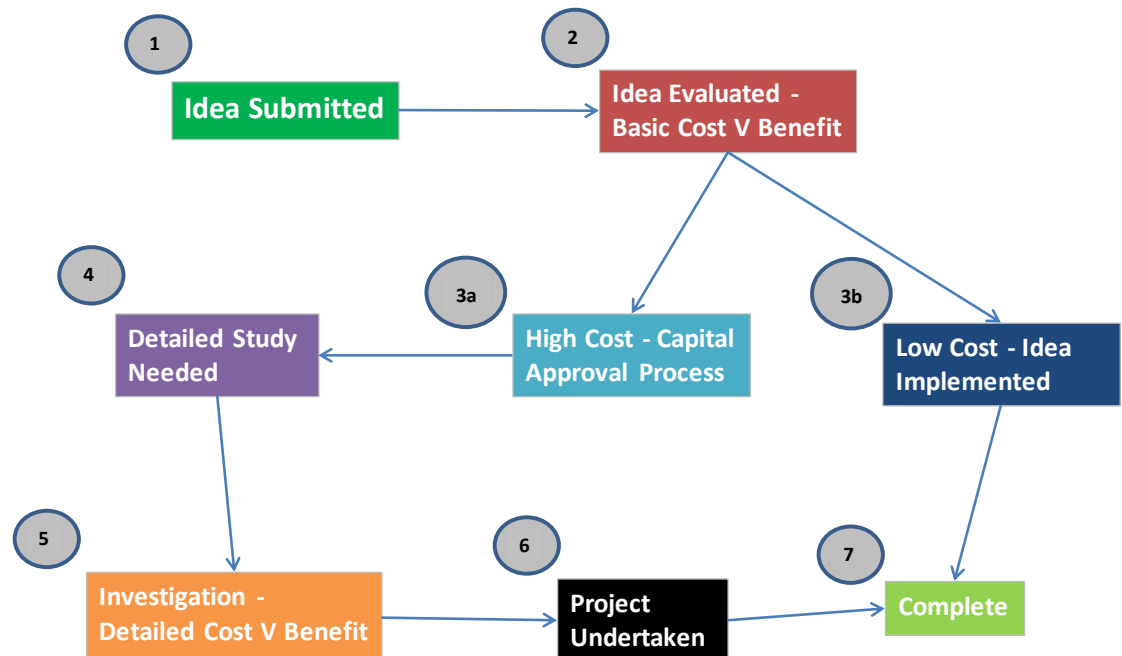 1
Idea Submitted
2
Idea Evaluated -
Basic Cost V Benefit
3a
High Cost - Capital
Approval Process
3b
Low Cost - Idea
Implemented
4
Detailed Study
Needed
5
Investigation -
Detailed Cost V Benefit
6
Project
Undertaken
7
Complete